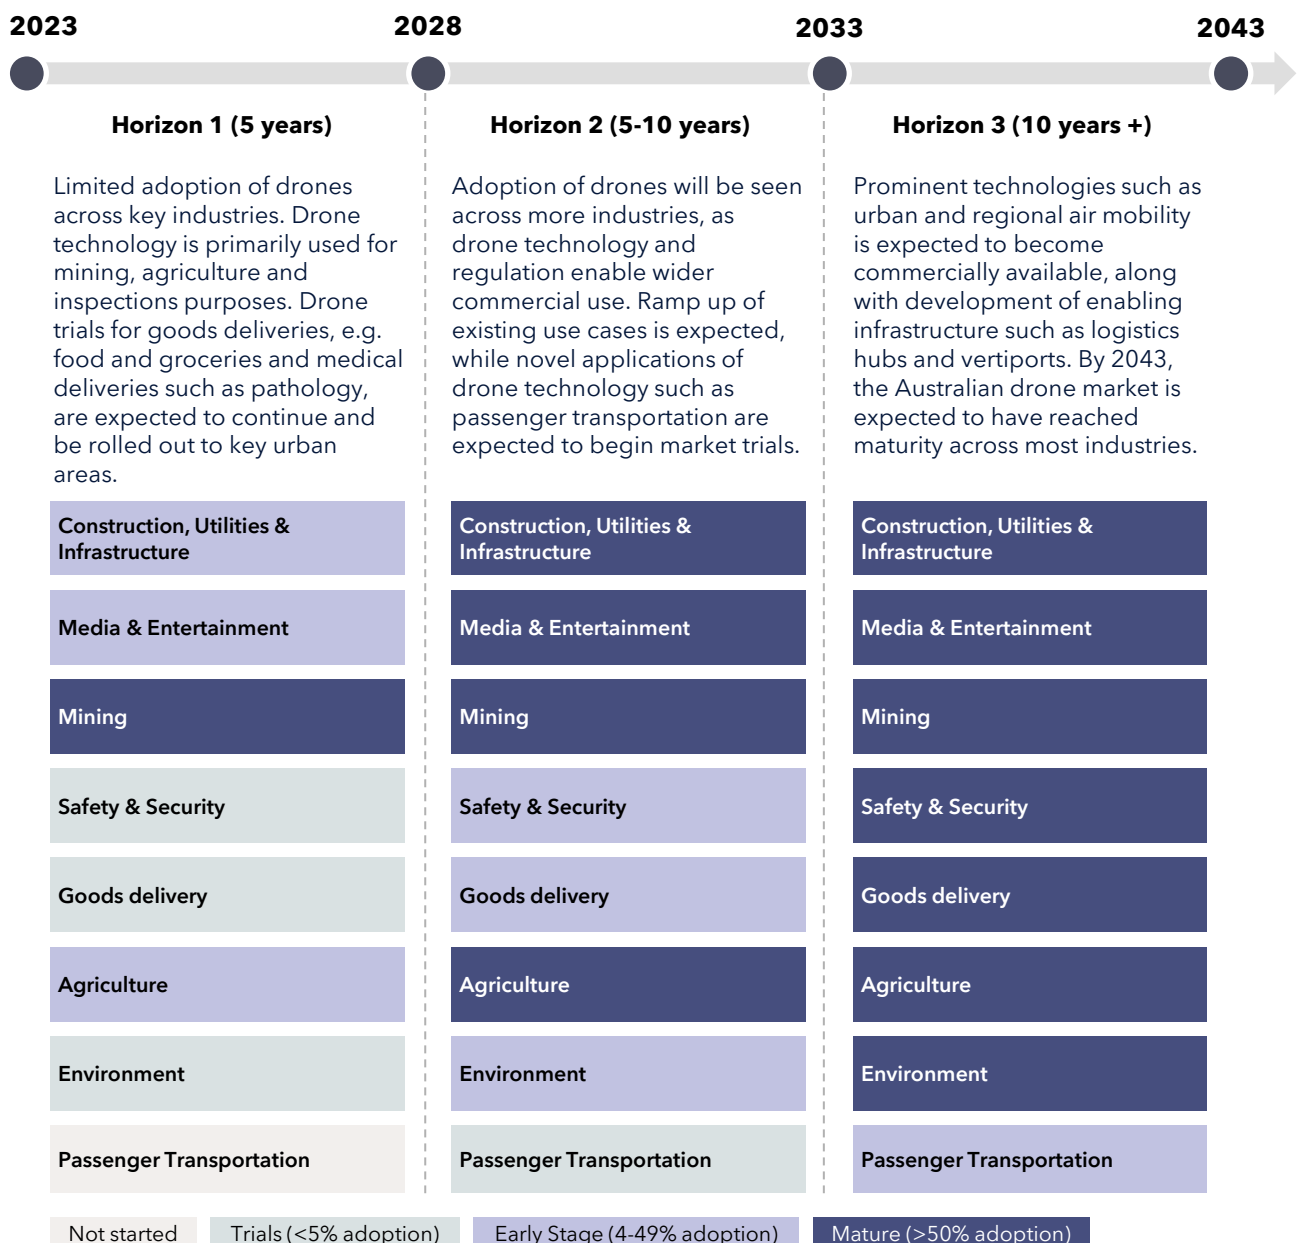 2023
2028
2033
2043
Horizon 1 (5 years)
Limited adoption of drones
across key industries. Drone
technology is primarily used for
mining, agriculture and
inspections purposes. Drone
trials for goods deliveries, e.g.
food and groceries and medical
deliveries such as pathology,
are expected to continue and
be rolled out to key urban
areas.
Construction, Utilities &
Infrastructure
Media & Entertainment
Mining
Safety & Security
Goods delivery
Agriculture
Environment
Passenger Transportation
Horizon 2 (5-10 years)
Adoption of drones will be seen
across more industries, as
drone technology and
regulation enable wider
commercial use. Ramp up of
existing use cases is expected,
while novel applications of
drone technology such as
passenger transportation are
expected to begin market trials.
Construction, Utilities &
Infrastructure
Media & Entertainment
Mining
Safety & Security
Goods delivery
Agriculture
Environment
Passenger Transportation
Horizon 3 (10 years +)
Prominent technologies such as
urban and regional air mobility
is expected to become
commercially available, along
with development of enabling
infrastructure such as logistics
hubs and vertiports. By 2043,
the Australian drone market is
expected to have reached
maturity across most industries.
Construction, Utilities &
Infrastructure
Media & Entertainment
Mining
Safety & Security
Goods delivery
Agriculture
Environment
Passenger Transportation
Not started
Trials (<5% adoption)
Early Stage (4-49% adoption)
Mature (>50% adoption)